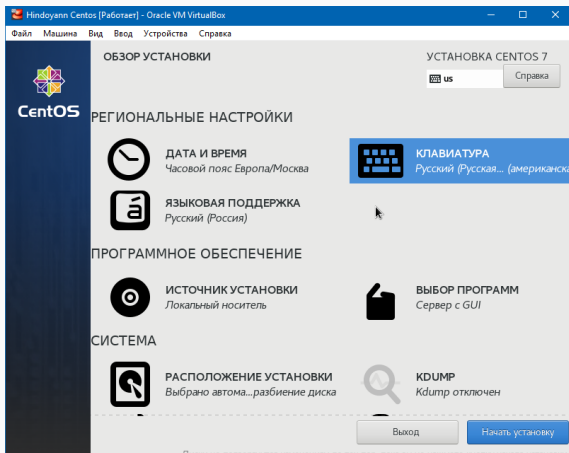 Hindoyann Centos [Работает] - Oracle VM VirtualBox
Файл Машина Вид Ввод Устройства Справка
ОБЗОР УСТАНОВКИ
УСТАНОВКА CENTOS 7
us
Справка
CentOS
РЕГИОНАЛЬНЫЕ НАСТРОЙКИ
ДАТА И ВРЕМЯ
Часовой пояс Европа/Москва
КЛАВИАТУРА
Русский (Русская... (американска
ЯЗЫКОВАЯ ПОДДЕРЖКА
Русский (Россия)
ПРОГРАММНОЕ ОБЕСПЕЧЕНИЕ
ИСТОЧНИК УСТАНОВКИ
Локальный носитель
ВЫБОР ПРОГРАММ
Сервер с GUI
СИСТЕМА
РАСПОЛОЖЕНИЕ УСТАНОВКИ
Выбрано автома...разбиение диска
KDUMP
Kdump отключен
Выход
Начать установку